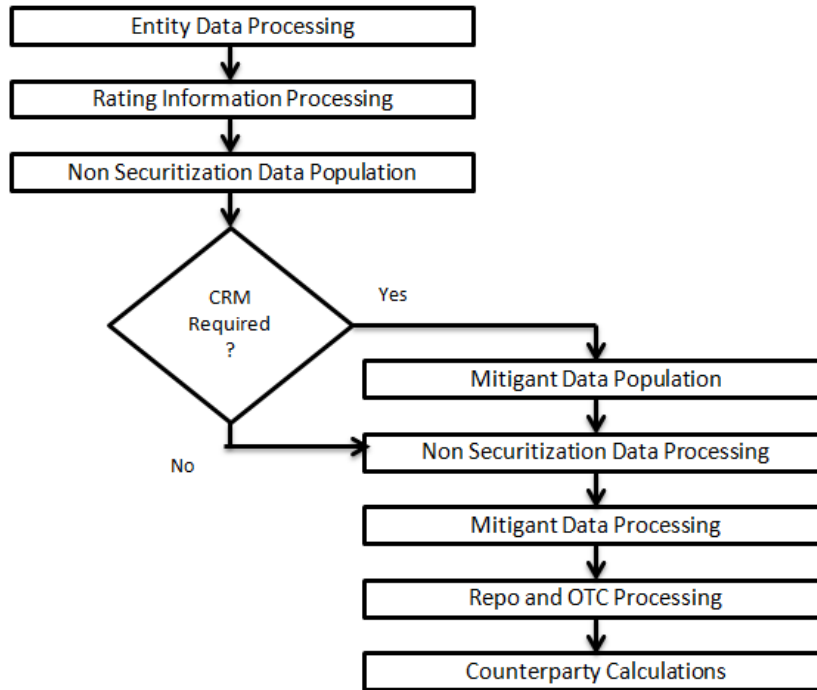 Entity Data Processing
Rating Information Processing
Non Securitization Data Population
CRM
Required
?
Yes
No
Mitigant Data Population
Non Securitization Data Processing
Mitigant Data Processing
Repo and OTC Processing
Counterparty Calculations